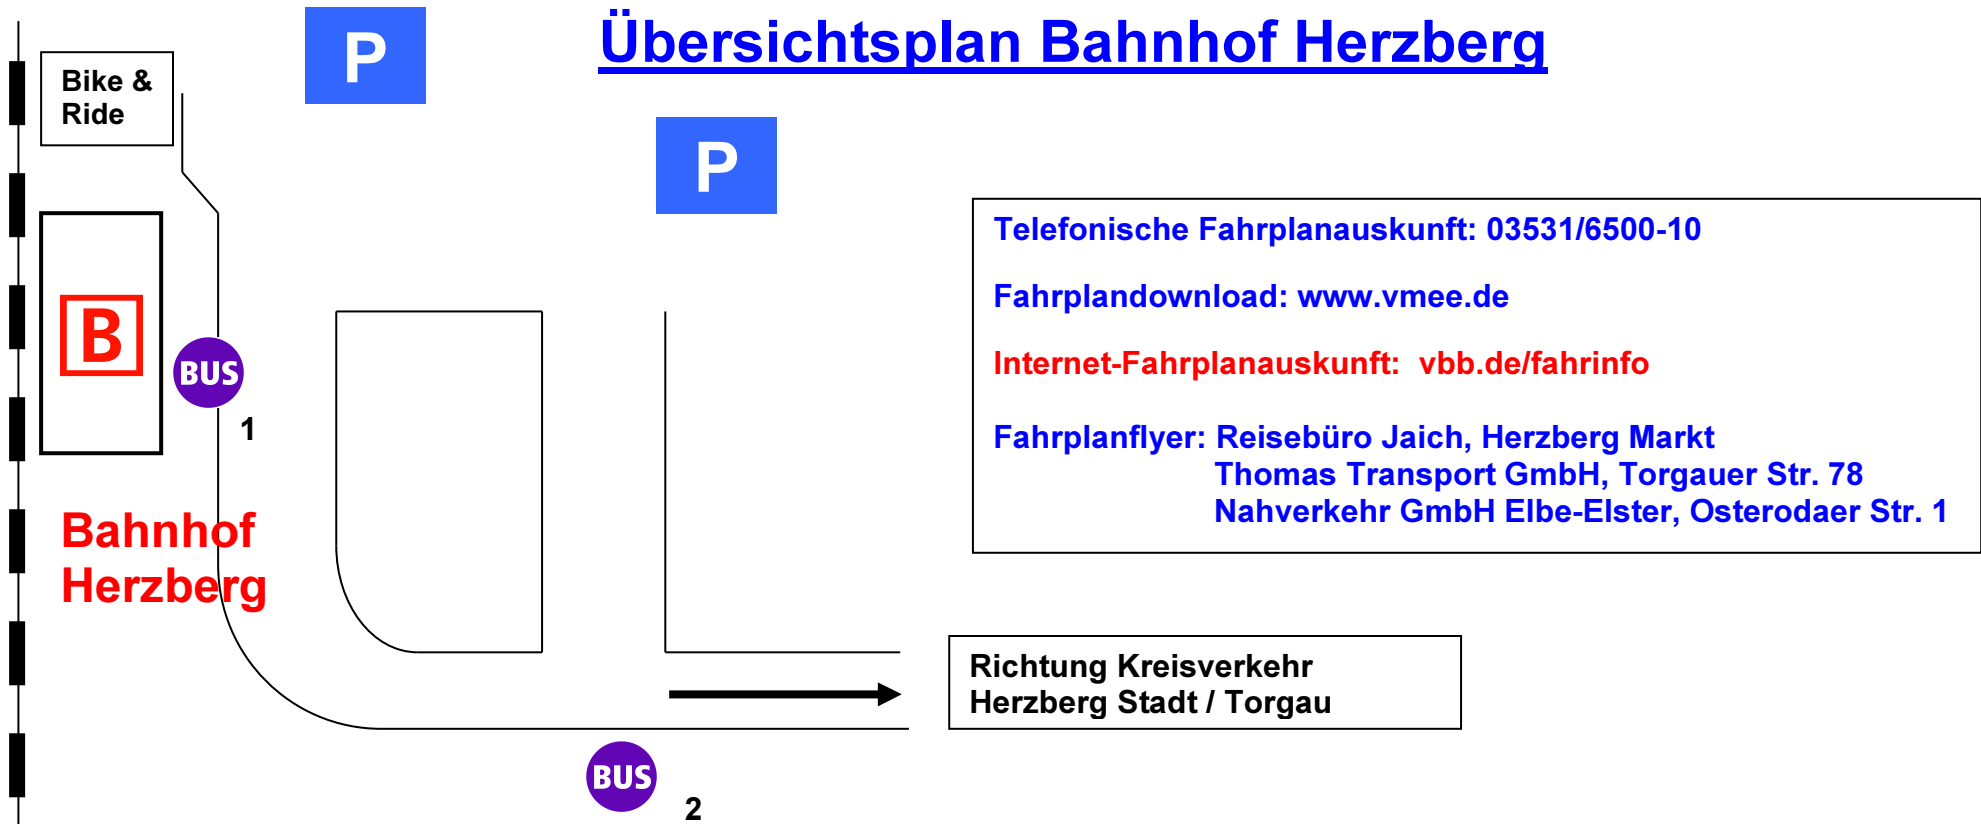 Übersichtsplan Bahnhof Herzberg
P
Bike &
Ride
P
Telefonische Fahrplanauskunft: 03531/6500-10
Fahrplandownload: www.vmee.de
Internet-Fahrplanauskunft: vbb.de/fahrinfo
Fahrplanflyer: Reisebüro Jaich, Herzberg Markt
Thomas Transport GmbH, Torgauer Str. 78
Nahverkehr GmbH Elbe-Elster, Osterodaer Str. 1
B
BUS
1
Bahnhof
Herzberg
Richtung Kreisverkehr
Herzberg Stadt / Torgau
BUS
2